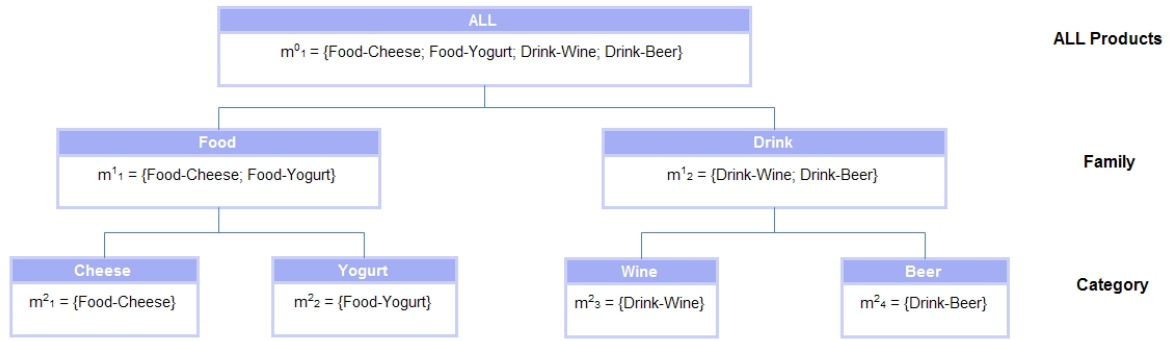 ALL
m⁰₁ = {Food-Cheese; Food-Yogurt; Drink-Wine; Drink-Beer}
ALL Products
Food
m¹₁ = {Food-Cheese; Food-Yogurt}
Drink
m¹₂ = {Drink-Wine; Drink-Beer}
Family
Cheese
m²₁ = {Food-Cheese}
Yogurt
m²₂ = {Food-Yogurt}
Wine
m²₃ = {Drink-Wine}
Beer
m²₄ = {Drink-Beer}
Category